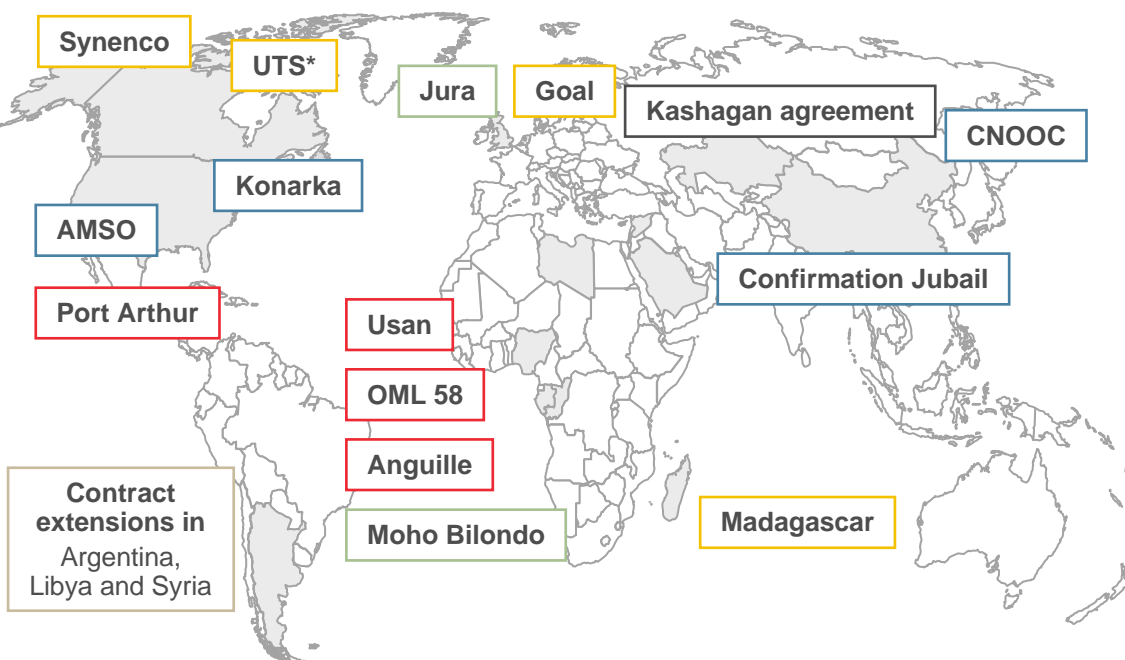 Synenco
UTS*
Jura
Goal
Kashagan agreement
CNOOC
Konarka
AMSO
Confirmation Jubail
Port Arthur
Usan
OML 58
Anguille
Contract
extensions in
Argentina,
Libya and Syria
Moho Bilondo
Madagascar